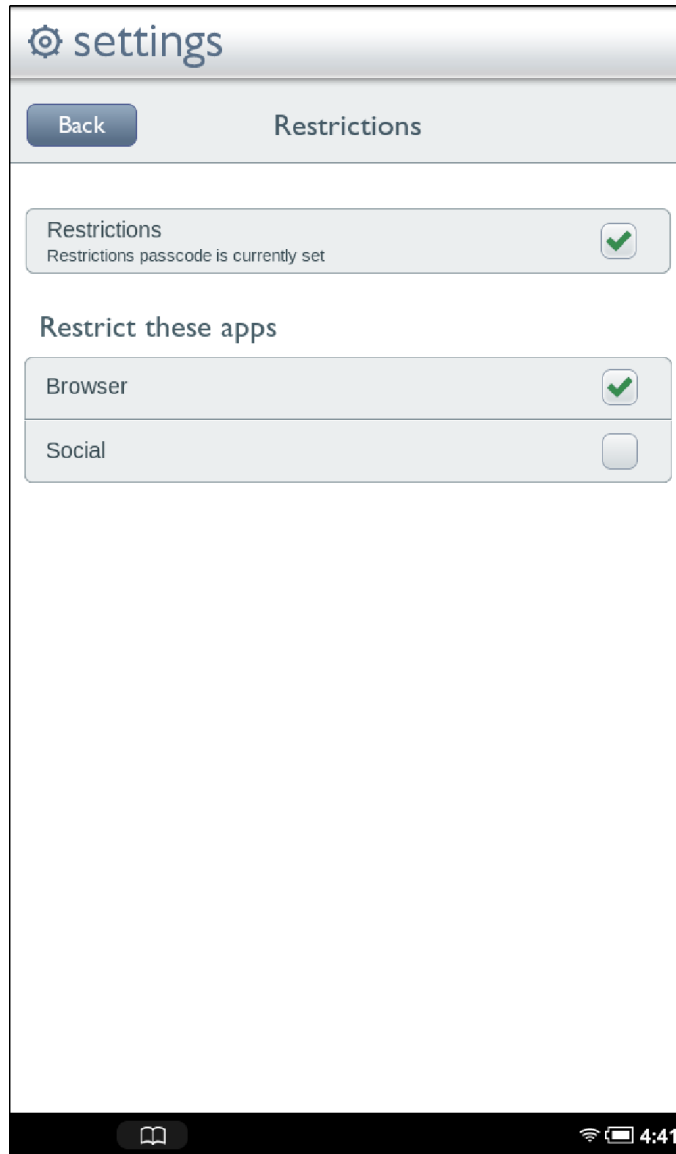 settings
Back
Restrictions
Restrictions
Restrictions passcode is currently set
Restrict these apps
Browser
Social
4:41